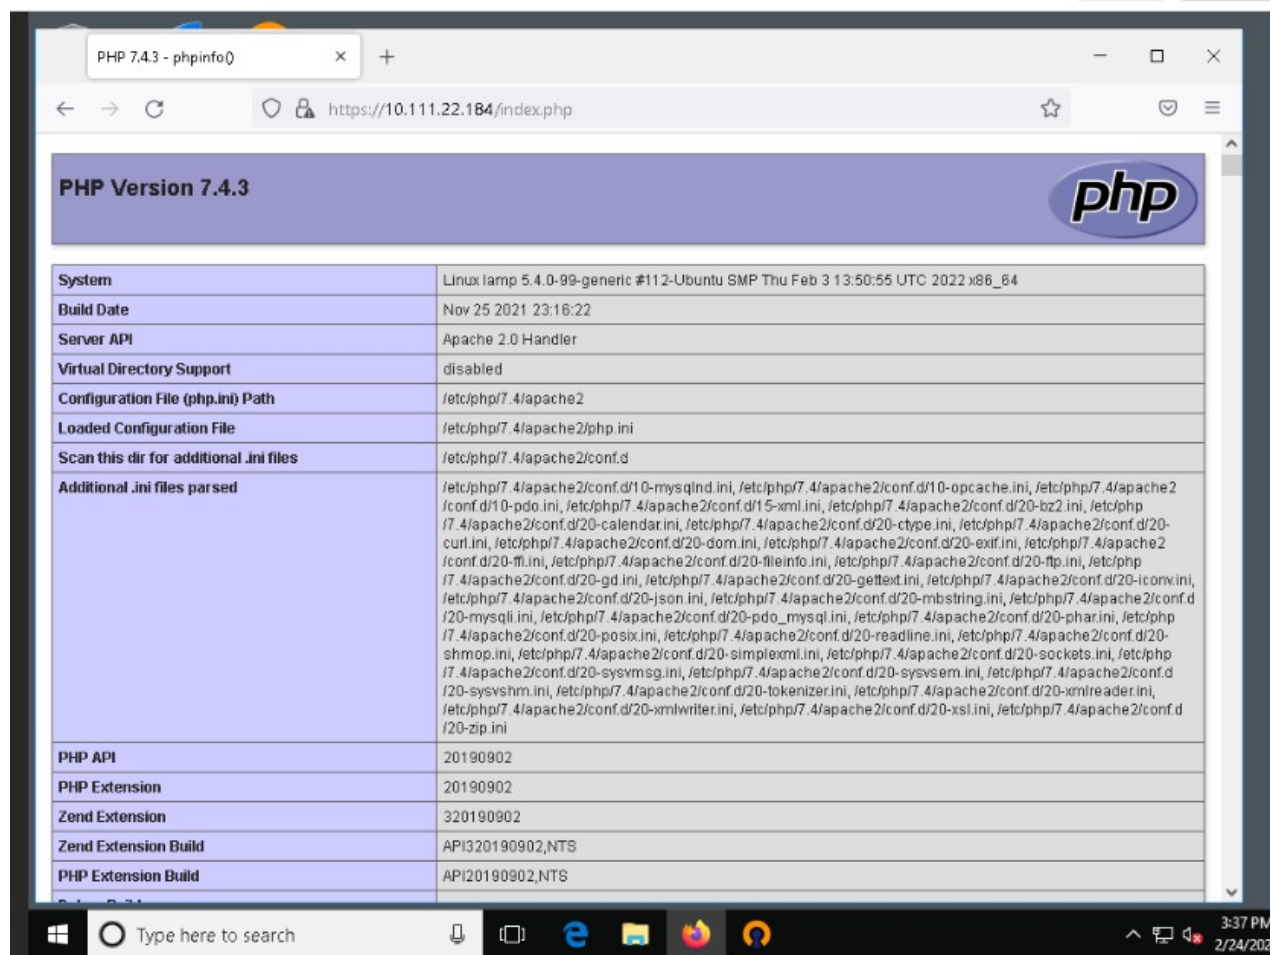 PHP 7.4.3 - phpinfo()
https://10.111.22.184/index.php
PHP Version 7.4.3
php
System Linux lamp 5.4.0-99-generic #112-Ubuntu SMP Thu Feb 3 13:50:55 UTC 2022 x86_64
Build Date Nov 25 2021 23:16:22
Server API Apache 2.0 Handler
Virtual Directory Support disabled
Configuration File (php.ini) Path /etc/php/7.4/apache2
Loaded Configuration File /etc/php/7.4/apache2/php.ini
Scan this dir for additional .ini files /etc/php/7.4/apache2/conf.d
Additional .ini files parsed /etc/php/7.4/apache2/conf.d/10-mysqlnd.ini, /etc/php/7.4/apache2/conf.d/10-opcache.ini, /etc/php/7.4/apache2
/conf.d/10-pdo.ini, /etc/php/7.4/apache2/conf.d/15-xml.ini, /etc/php/7.4/apache2/conf.d/20-bz2.ini, /etc/php
/7.4/apache2/conf.d/20-calendar.ini, /etc/php/7.4/apache2/conf.d/20-ctype.ini, /etc/php/7.4/apache2/conf.d/20-
curl.ini, /etc/php/7.4/apache2/conf.d/20-dom.ini, /etc/php/7.4/apache2/conf.d/20-exif.ini, /etc/php/7.4/apache2
/conf.d/20-ffi.ini, /etc/php/7.4/apache2/conf.d/20-fileinfo.ini, /etc/php/7.4/apache2/conf.d/20-ftp.ini, /etc/php
/7.4/apache2/conf.d/20-gd.ini, /etc/php/7.4/apache2/conf.d/20-gettext.ini, /etc/php/7.4/apache2/conf.d/20-iconv.ini,
/etc/php/7.4/apache2/conf.d/20-json.ini, /etc/php/7.4/apache2/conf.d/20-mbstring.ini, /etc/php/7.4/apache2/conf.d
/20-mysqli.ini, /etc/php/7.4/apache2/conf.d/20-pdo_mysql.ini, /etc/php/7.4/apache2/conf.d/20-phar.ini, /etc/php
/7.4/apache2/conf.d/20-posix.ini, /etc/php/7.4/apache2/conf.d/20-readline.ini, /etc/php/7.4/apache2/conf.d/20-
shmop.ini, /etc/php/7.4/apache2/conf.d/20-simplexml.ini, /etc/php/7.4/apache2/conf.d/20-sockets.ini, /etc/php
/7.4/apache2/conf.d/20-sysvmsg.ini, /etc/php/7.4/apache2/conf.d/20-sysvsem.ini, /etc/php/7.4/apache2/conf.d
/20-sysvshm.ini, /etc/php/7.4/apache2/conf.d/20-tokenizer.ini, /etc/php/7.4/apache2/conf.d/20-xmlreader.ini,
/etc/php/7.4/apache2/conf.d/20-xmlwriter.ini, /etc/php/7.4/apache2/conf.d/20-xsl.ini, /etc/php/7.4/apache2/conf.d
/20-zip.ini
PHP API 20190902
PHP Extension 20190902
Zend Extension 320190902
Zend Extension Build API320190902,NTS
PHP Extension Build API20190902,NTS
Type here to search
3:37 PM
2/24/202